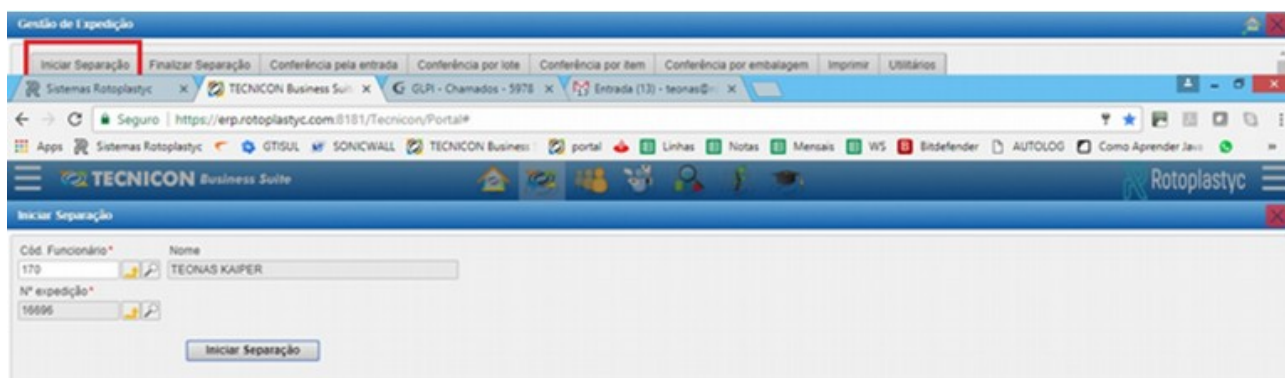 Gestão de Expedição
Iniciar Separação Finalizar Separação Conferência pela entrada Conferência por lote Conferência por item Conferência por embalagem Imprimir Utilitários
Sistemas Rotoplastyc TECNICON Business Suit GLPI - Chamados - 5978 Entrada (13) - teonas@
Seguro https://erp.rotoplastyc.com:8181/Tecnicon/Portal#
Apps Sistemas Rotoplastyc GTISUL SONICWALL TECNICON Business portal Linhas Notas Mensais WS Bitdefender AUTOLOG Como Aprender Java
TECNICON Business Suite Rotoplastyc
Iniciar Separação
Cód. Funcionário* Nome
170 TEONAS KAIPER
Nº expedição*
16696
Iniciar Separação